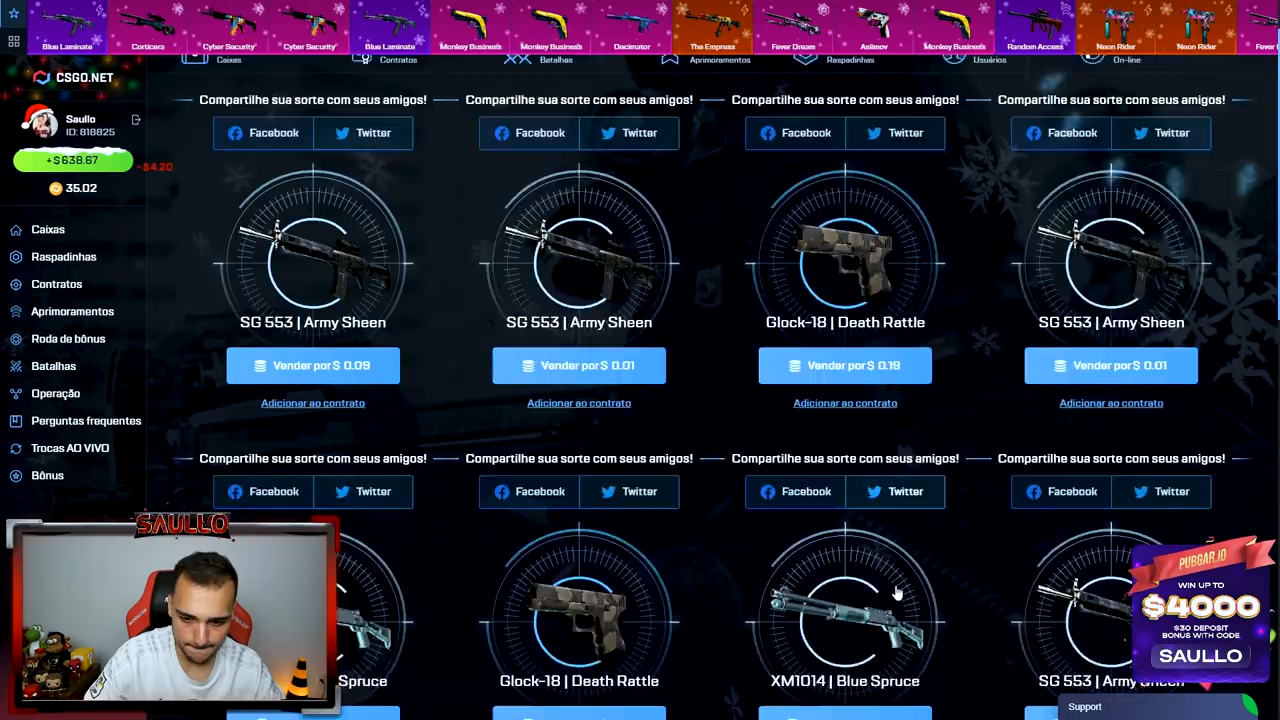 Blue Laminate
Corticera
Cyber Security
Cyber Security
Blue Laminate
Monkey Business
Monkey Business
Decimator
The Empress
Fever Dream
Asiimov
Monkey Business
Random Access
Neon Rider
Neon Rider
Fever
CSGO.NET
Caixas
Contratos
Batalhas
Aprimoramentos
Raspadinhas
Usuários
On-line
Saullo
ID: 818825
+$638.67
-$4.20
35.02
Caixas
Raspadinhas
Contratos
Aprimoramentos
Roda de bônus
Batalhas
Operação
Perguntas frequentes
Trocas AO VIVO
Bônus
Compartilhe sua sorte com seus amigos!
Compartilhe sua sorte com seus amigos!
Compartilhe sua sorte com seus amigos!
Compartilhe sua sorte com seus amigos!
Facebook
Twitter
Facebook
Twitter
Facebook
Twitter
Facebook
Twitter
SG 553 | Army Sheen
SG 553 | Army Sheen
Glock-18 | Death Rattle
SG 553 | Army Sheen
Vender por $ 0.09
Vender por $ 0.01
Vender por $ 0.19
Vender por $ 0.01
Adicionar ao contrato
Adicionar ao contrato
Adicionar ao contrato
Adicionar ao contrato
Compartilhe sua sorte com seus amigos!
Compartilhe sua sorte com seus amigos!
Compartilhe sua sorte com seus amigos!
Compartilhe sua sorte com seus amigos!
Facebook
Twitter
Facebook
Twitter
Facebook
Twitter
Facebook
Twitter
Spruce
Glock-18 | Death Rattle
XM1014 | Blue Spruce
SG 553 | Army Sheen
SAULLO
PUBGAR.IO
WIN UP TO
$4000
$30 DEPOSIT
BONUS WITH CODE
SAULLO
Support